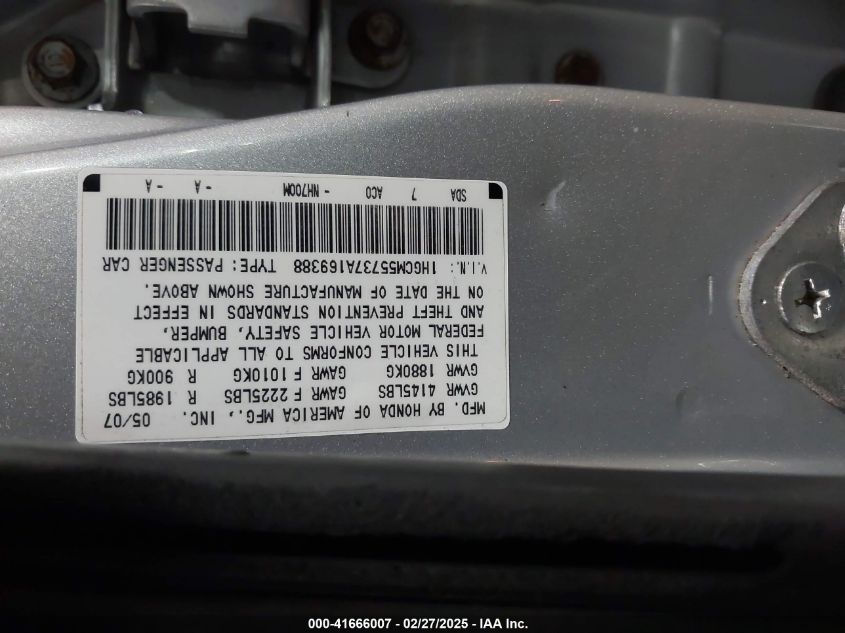 MFD. BY HONDA OF AMERICA MFG., INC. 05/07
GVWR 4145LBS GAWR F 2225LBS R 1985LBS
GVWR 1880KG GAWR F 1010KG R 900KG
THIS VEHICLE CONFORMS TO ALL APPLICABLE
FEDERAL MOTOR VEHICLE SAFETY, BUMPER,
AND THEFT PREVENTION STANDARDS IN EFFECT
ON THE DATE OF MANUFACTURE SHOWN ABOVE.
V.I.N.: 1HGCM55737A169388 TYPE: PASSENGER CAR
SDA 7 AC0 - NH700M - A - A
000-41666007 - 02/27/2025 - IAA Inc.